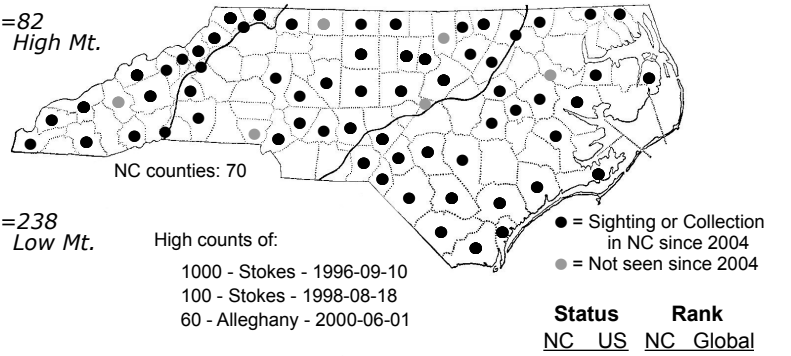 =82
High Mt.
NC counties: 70
=238
Low Mt.
High counts of:
1000 - Stokes - 1996-09-10
100 - Stokes - 1998-08-18
60 - Alleghany - 2000-06-01
= Sighting or Collection
in NC since 2004
= Not seen since 2004
Status Rank
NC US NC Global